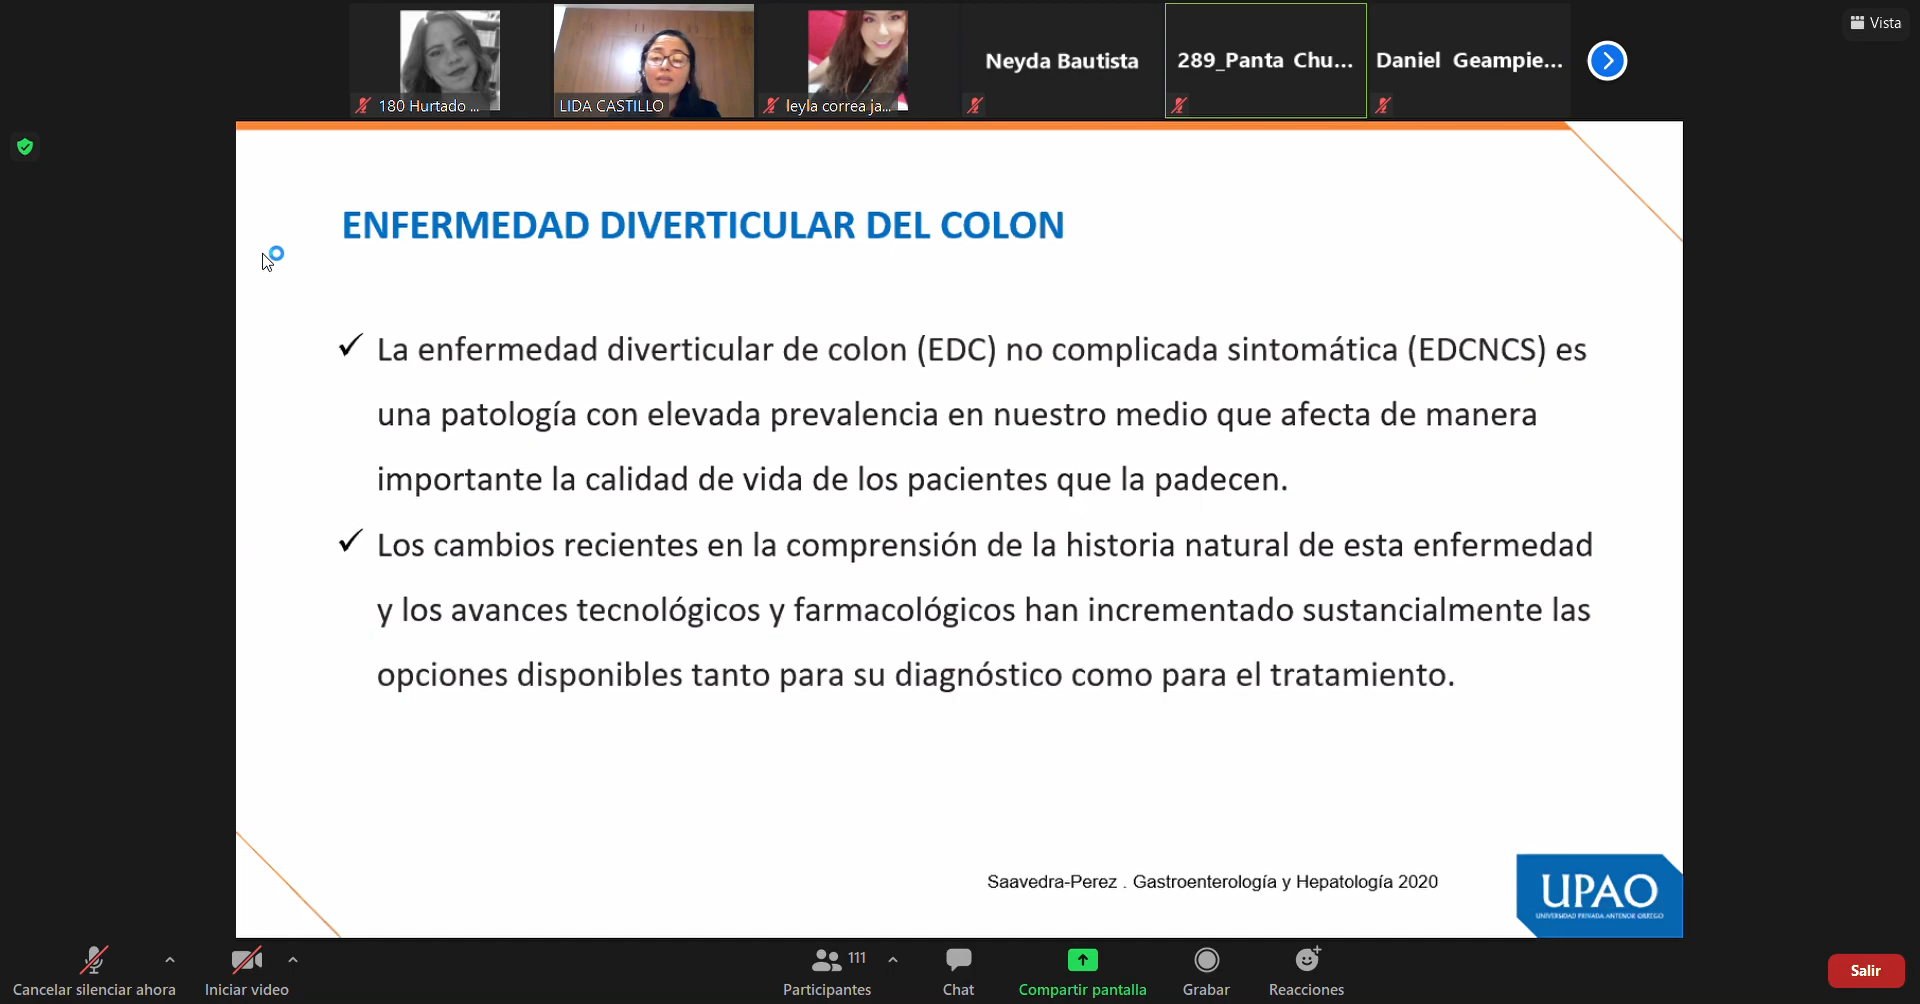 Vista
180 Hurtado ...
LIDA CASTILLO
leyla correa ja...
Neyda Bautista
289_Panta Chu...
Daniel Geampie...
ENFERMEDAD DIVERTICULAR DEL COLON
✓ La enfermedad diverticular de colon (EDC) no complicada sintomática (EDCNCS) es
una patología con elevada prevalencia en nuestro medio que afecta de manera
importante la calidad de vida de los pacientes que la padecen.
✓ Los cambios recientes en la comprensión de la historia natural de esta enfermedad
y los avances tecnológicos y farmacológicos han incrementado sustancialmente las
opciones disponibles tanto para su diagnóstico como para el tratamiento.
Saavedra-Perez . Gastroenterología y Hepatología 2020
UPAO
UNIVERSIDAD PRIVADA ANTENOR ORREGO
Cancelar silenciar ahora
Iniciar video
111
Participantes
Chat
Compartir pantalla
Grabar
Reacciones
Salir